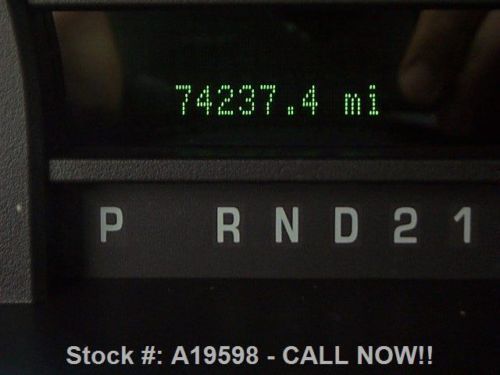 74237.4 mi
P R N D 2 1
Stock #: A19598 - CALL NOW!!